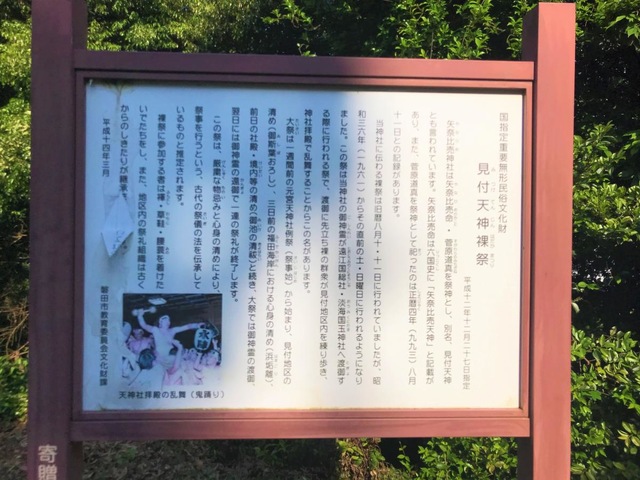 国指定重要無形民俗文化財
見付天神裸祭
みつけてんじんはだかまつり
平成十二年十二月二十七日指定
矢奈比売神社は矢奈比売命・菅原道真を祭神とし、別名、見付天神
とも言われています。矢奈比売命は六国史に「矢奈比売天神」と記載が
あり、また、菅原道真を祭神として祀つたのは正暦四年(九九三)八月
十一日との記録があります。
当神社に伝わる裸祭は旧暦八月十・十一日に行われていましたが、昭
和三六年(一九六一)からその直前の土・日曜日に行われるようになり
ました。この祭は当神社の御神霊が遠江国総社・淡海国玉神社へ渡御す
る際に行われる祭で、渡御に先立ち裸の群衆が見付地区内を練り歩き、
神社拝殿で乱舞することからこの名があります。
大祭は一週間前の元宮天神社例祭(祭事始)から始まり、見付地区の
清め(御斯葉おろし)、三日前の福田海岸における心身の清め(浜垢離)、
前日の社殿・境内等の清め(御池の清祓)と続き、大祭では御神霊の渡御、
翌日には御神霊の還御で一連の祭礼が終了します。
この祭は、厳粛な物忌みと心身の清めにより、
祭事を行うという、古代の祭儀の法を伝承して
いるものと推定されます。
裸祭に参加する者は褌・草鞋・腰蓑を着けた
いでたちをし、また、地区内の祭礼組織は古く
からのしきたりが継承
平成十四年三月
磐田市教育委員会文化財課
天神社拝殿の乱舞(鬼踊り)
寄贈